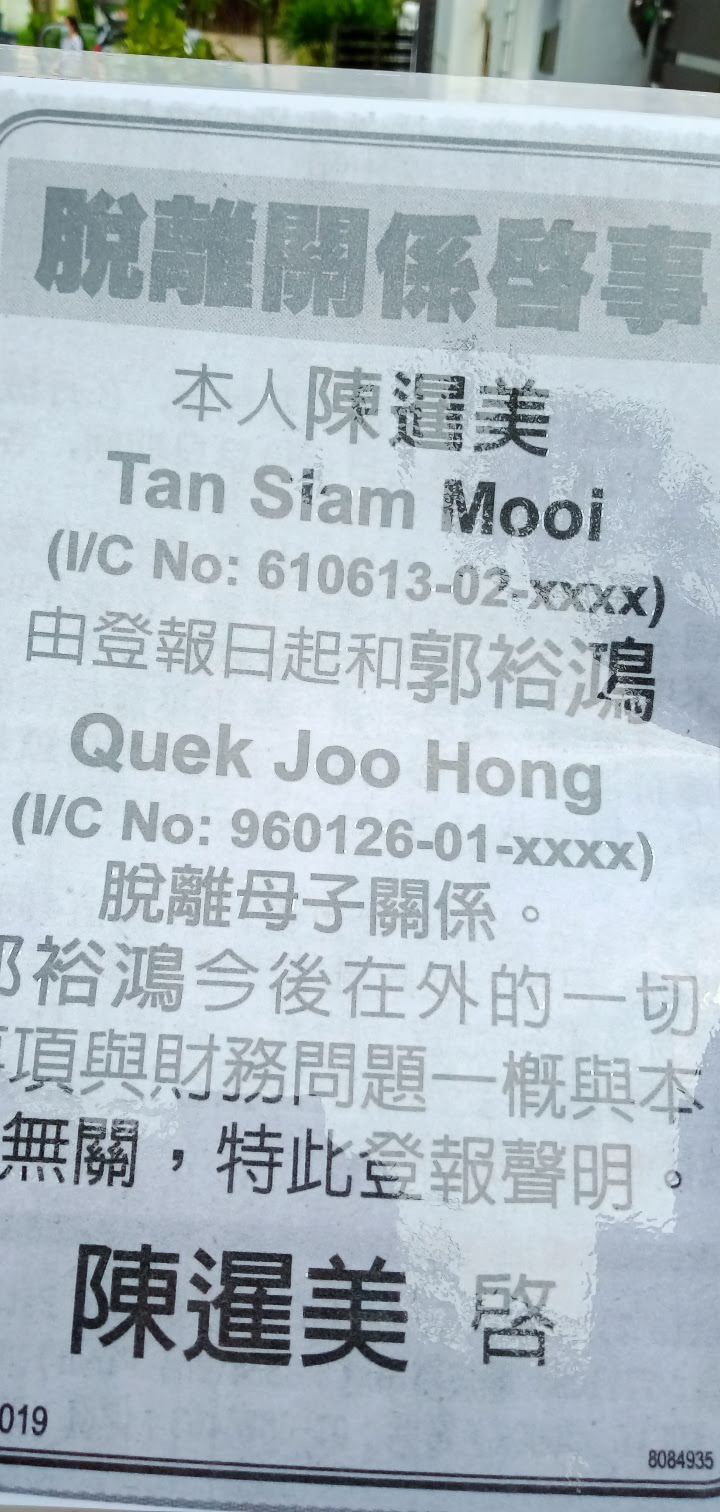 脫離關係啓事
本人陳暹美
Tan Siam Mooi
(I/C No: 610613-02-xxxx)
由登報日起和郭裕鴻
Quek Joo Hong
(I/C No: 960126-01-xxxx)
脫離母子關係。
郭裕鴻今後在外的一切
項與財務問題一概與本
無關，特此登報聲明。
陳暹美 啓
019
8084935